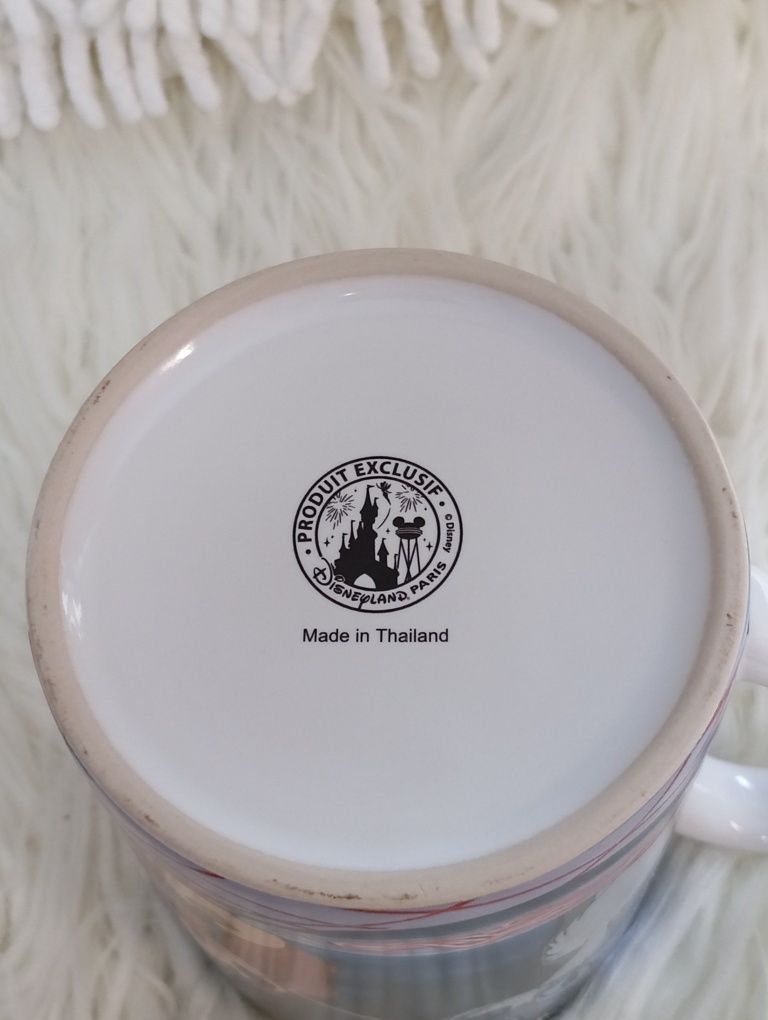 • PRODUIT EXCLUSIF •
© Disney
DISNEYLAND® PARIS
Made in Thailand